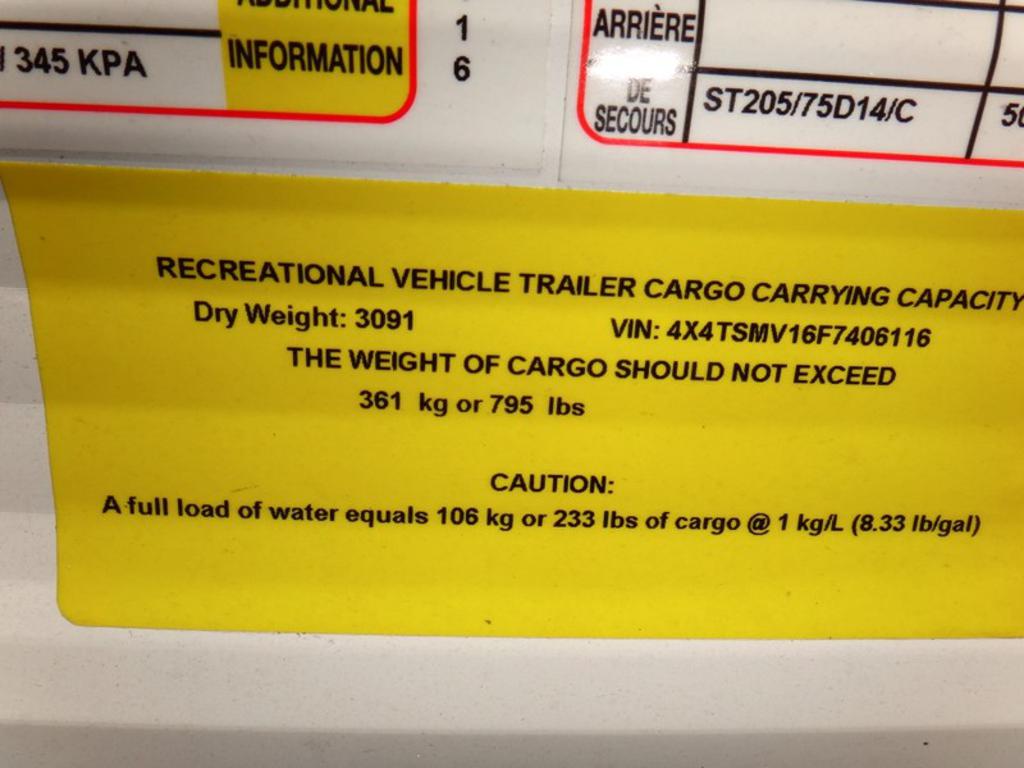 ADDITIONAL
INFORMATION
345 KPA
1
6
ARRIÈRE
DE
SECOURS
ST205/75D14/C
RECREATIONAL VEHICLE TRAILER CARGO CARRYING CAPACITY
Dry Weight: 3091 VIN: 4X4TSMV16F7406116
THE WEIGHT OF CARGO SHOULD NOT EXCEED
361 kg or 795 lbs
CAUTION:
A full load of water equals 106 kg or 233 lbs of cargo @ 1 kg/L (8.33 lb/gal)